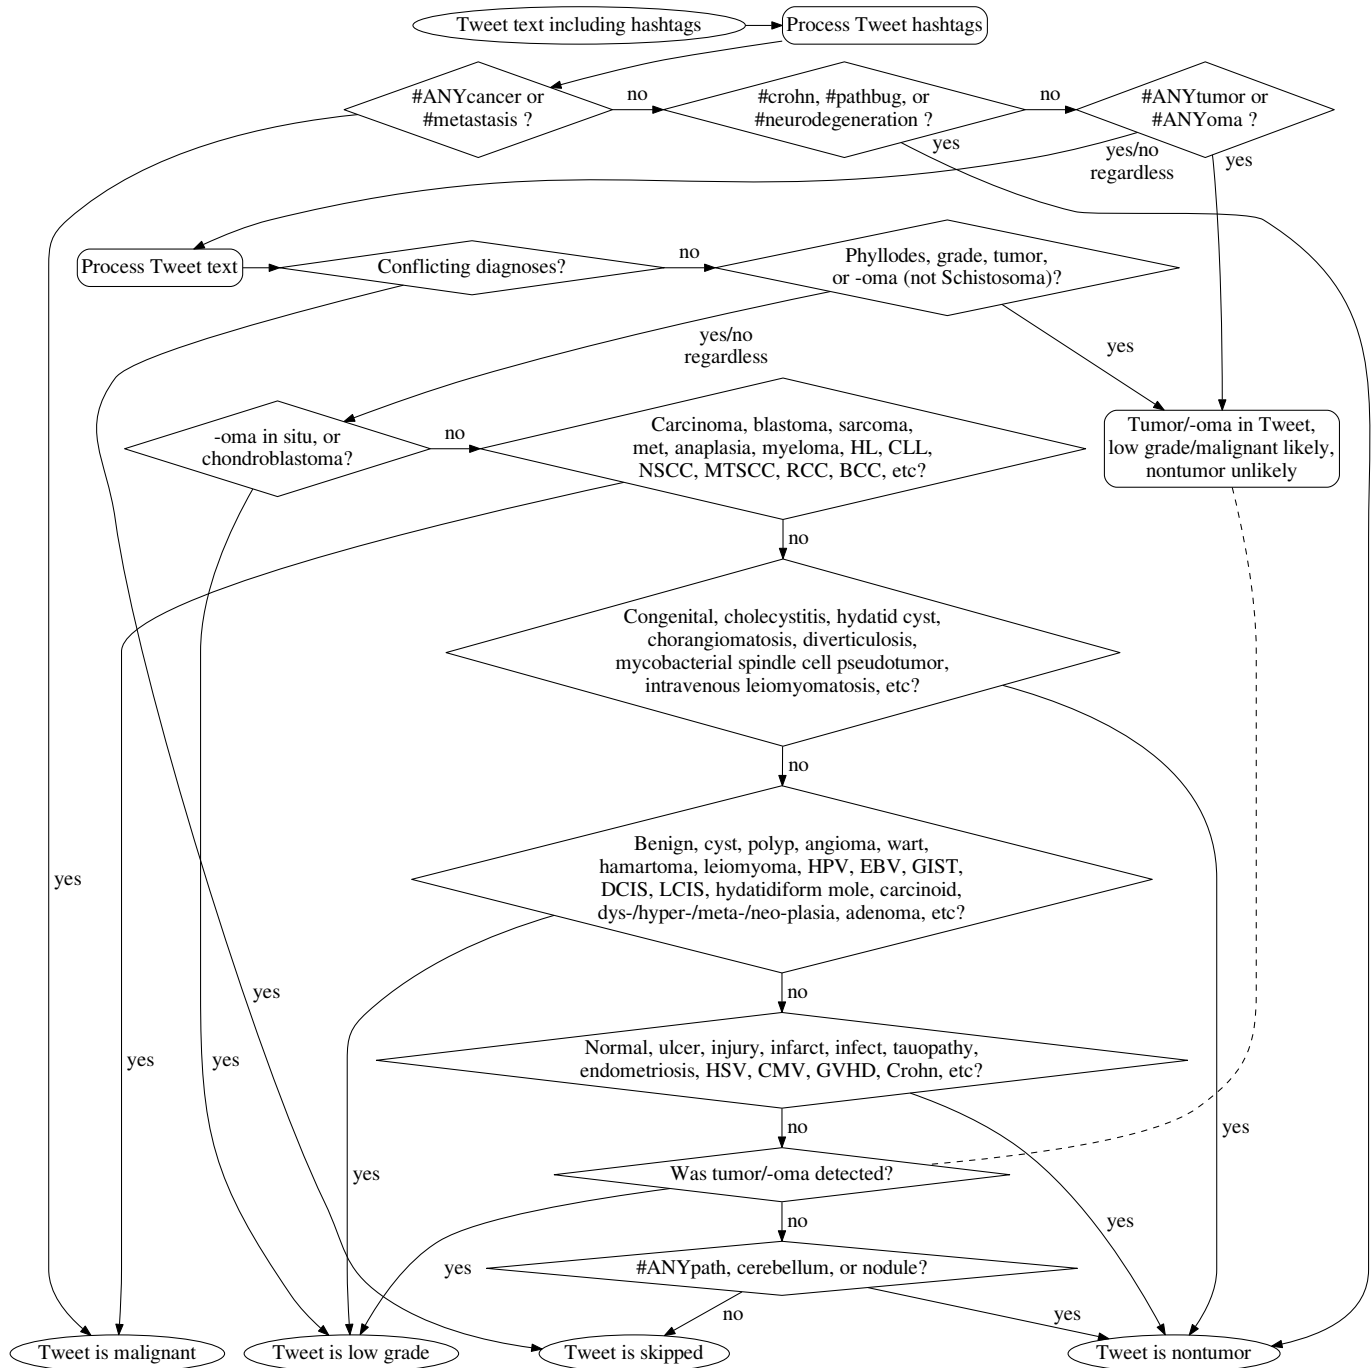 Tweet text including hashtags
Process Tweet hashtags
#ANYcancer or
#metastasis ?
no
#crohn, #pathbug, or
#neurodegeneration ?
no
#ANYtumor or
#ANYoma ?
yes
yes/no
regardless
yes
Process Tweet text
Conflicting diagnoses?
no
Phyllodes, grade, tumor,
or -oma (not Schistosoma)?
yes/no
regardless
yes
-oma in situ, or
chondroblastoma?
no
Carcinoma, blastoma, sarcoma,
met, anaplasia, myeloma, HL, CLL,
NSCC, MTSCC, RCC, BCC, etc?
Tumor/-oma in Tweet,
low grade/malignant likely,
nontumor unlikely
no
Congenital, cholecystitis, hydatid cyst,
chorangiomatosis, diverticulosis,
mycobacterial spindle cell pseudotumor,
intravenous leiomyomatosis, etc?
no
Benign, cyst, polyp, angioma, wart,
hamartoma, leiomyoma, HPV, EBV, GIST,
DCIS, LCIS, hydatidiform mole, carcinoid,
dys-/hyper-/meta-/neo-plasia, adenoma, etc?
yes
yes
no
Normal, ulcer, injury, infarct, infect, tauopathy,
endometriosis, HSV, CMV, GVHD, Crohn, etc?
yes
yes
no
yes
Was tumor/-oma detected?
yes
no
yes
yes
#ANYpath, cerebellum, or nodule?
no
yes
Tweet is malignant
Tweet is low grade
Tweet is skipped
Tweet is nontumor